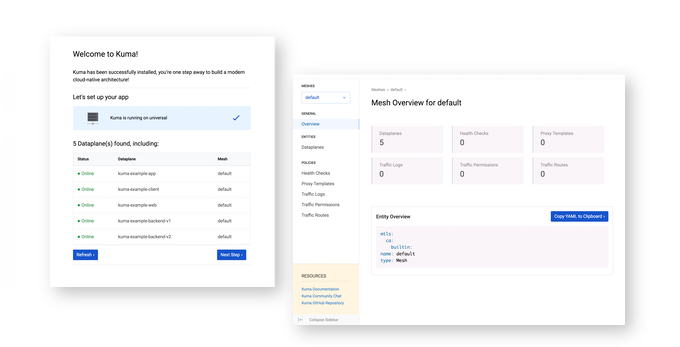 Welcome to Kuma!
Kuma has been successfully installed, you're one step away to build a modern
cloud-native architecture!
Let's set up your app
Kuma is running on universal
5 Dataplane(s) found, including:
Status Dataplane Mesh
Online kuma-example-app default
Online kuma-example-client default
Online kuma-example-web default
Online kuma-example-backend-v1 default
Online kuma-example-backend-v2 default
Refresh › Next Step ›
MESHES
default
GENERAL
Overview
ENTITIES
Dataplanes
POLICIES
Health Checks
Proxy Templates
Traffic Logs
Traffic Permissions
Traffic Routes
RESOURCES
Kuma Documentation
Kuma Community Chat
Kuma GitHub Repository
Collapse Sidebar
Meshes > default >
Mesh Overview for default
Dataplanes Health Checks Proxy Templates
5 0 0
Traffic Logs Traffic Permissions Traffic Routes
0 0 0
Entity Overview Copy YAML to Clipboard ›
mtls:
ca:
builtin:
name: default
type: Mesh